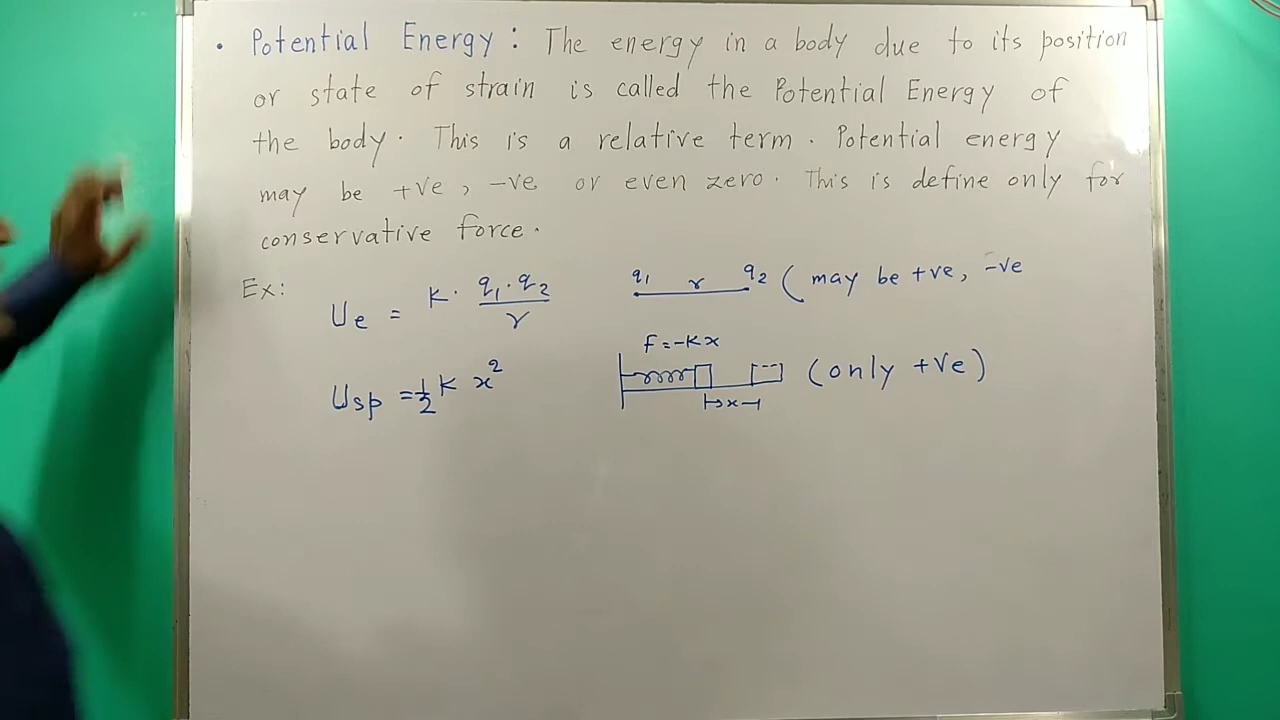 • Potential Energy : The energy in a body due to its position
or state of strain is called the Potential Energy of
the body. This is a relative term. Potential energy
may be +ve, -ve or even zero. This is define only for
conservative force.
Ex:
Ue = K. q1.q2/r q1 r q2 (may be +ve, -ve
F=-Kx
Usp = 1/2 K x² (only +ve)
x